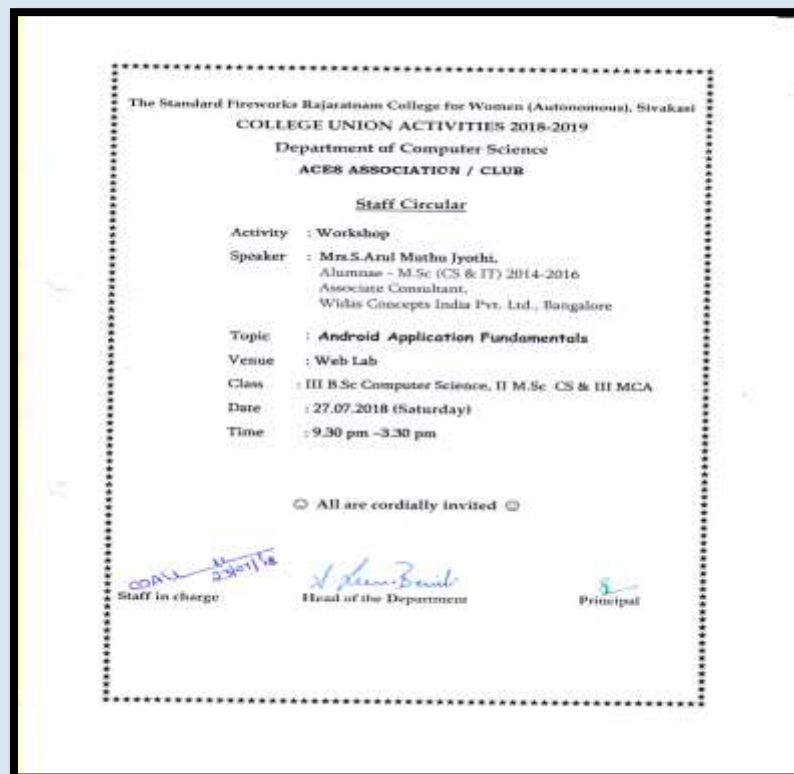 The Standard Fireworks Rajaratnam College for Women (Autonomous), Sivakasi
COLLEGE UNION ACTIVITIES 2018-2019
Department of Computer Science
ACES ASSOCIATION / CLUB
Staff Circular
Activity : Workshop
Speaker : Mrs.S.Arul Muthu Jyothi,
Alumnae - M.Sc (CS & IT) 2014-2016
Associate Consultant,
Widas Concepts India Pvt. Ltd., Bangalore
Topic : Android Application Fundamentals
Venue : Web Lab
Class : III B.Sc Computer Science, II M.Sc CS & III MCA
Date : 27.07.2018 (Saturday)
Time : 9.30 pm –3.30 pm
☺ All are cordially invited ☺
23/07/18
Staff in charge Head of the Department Principal